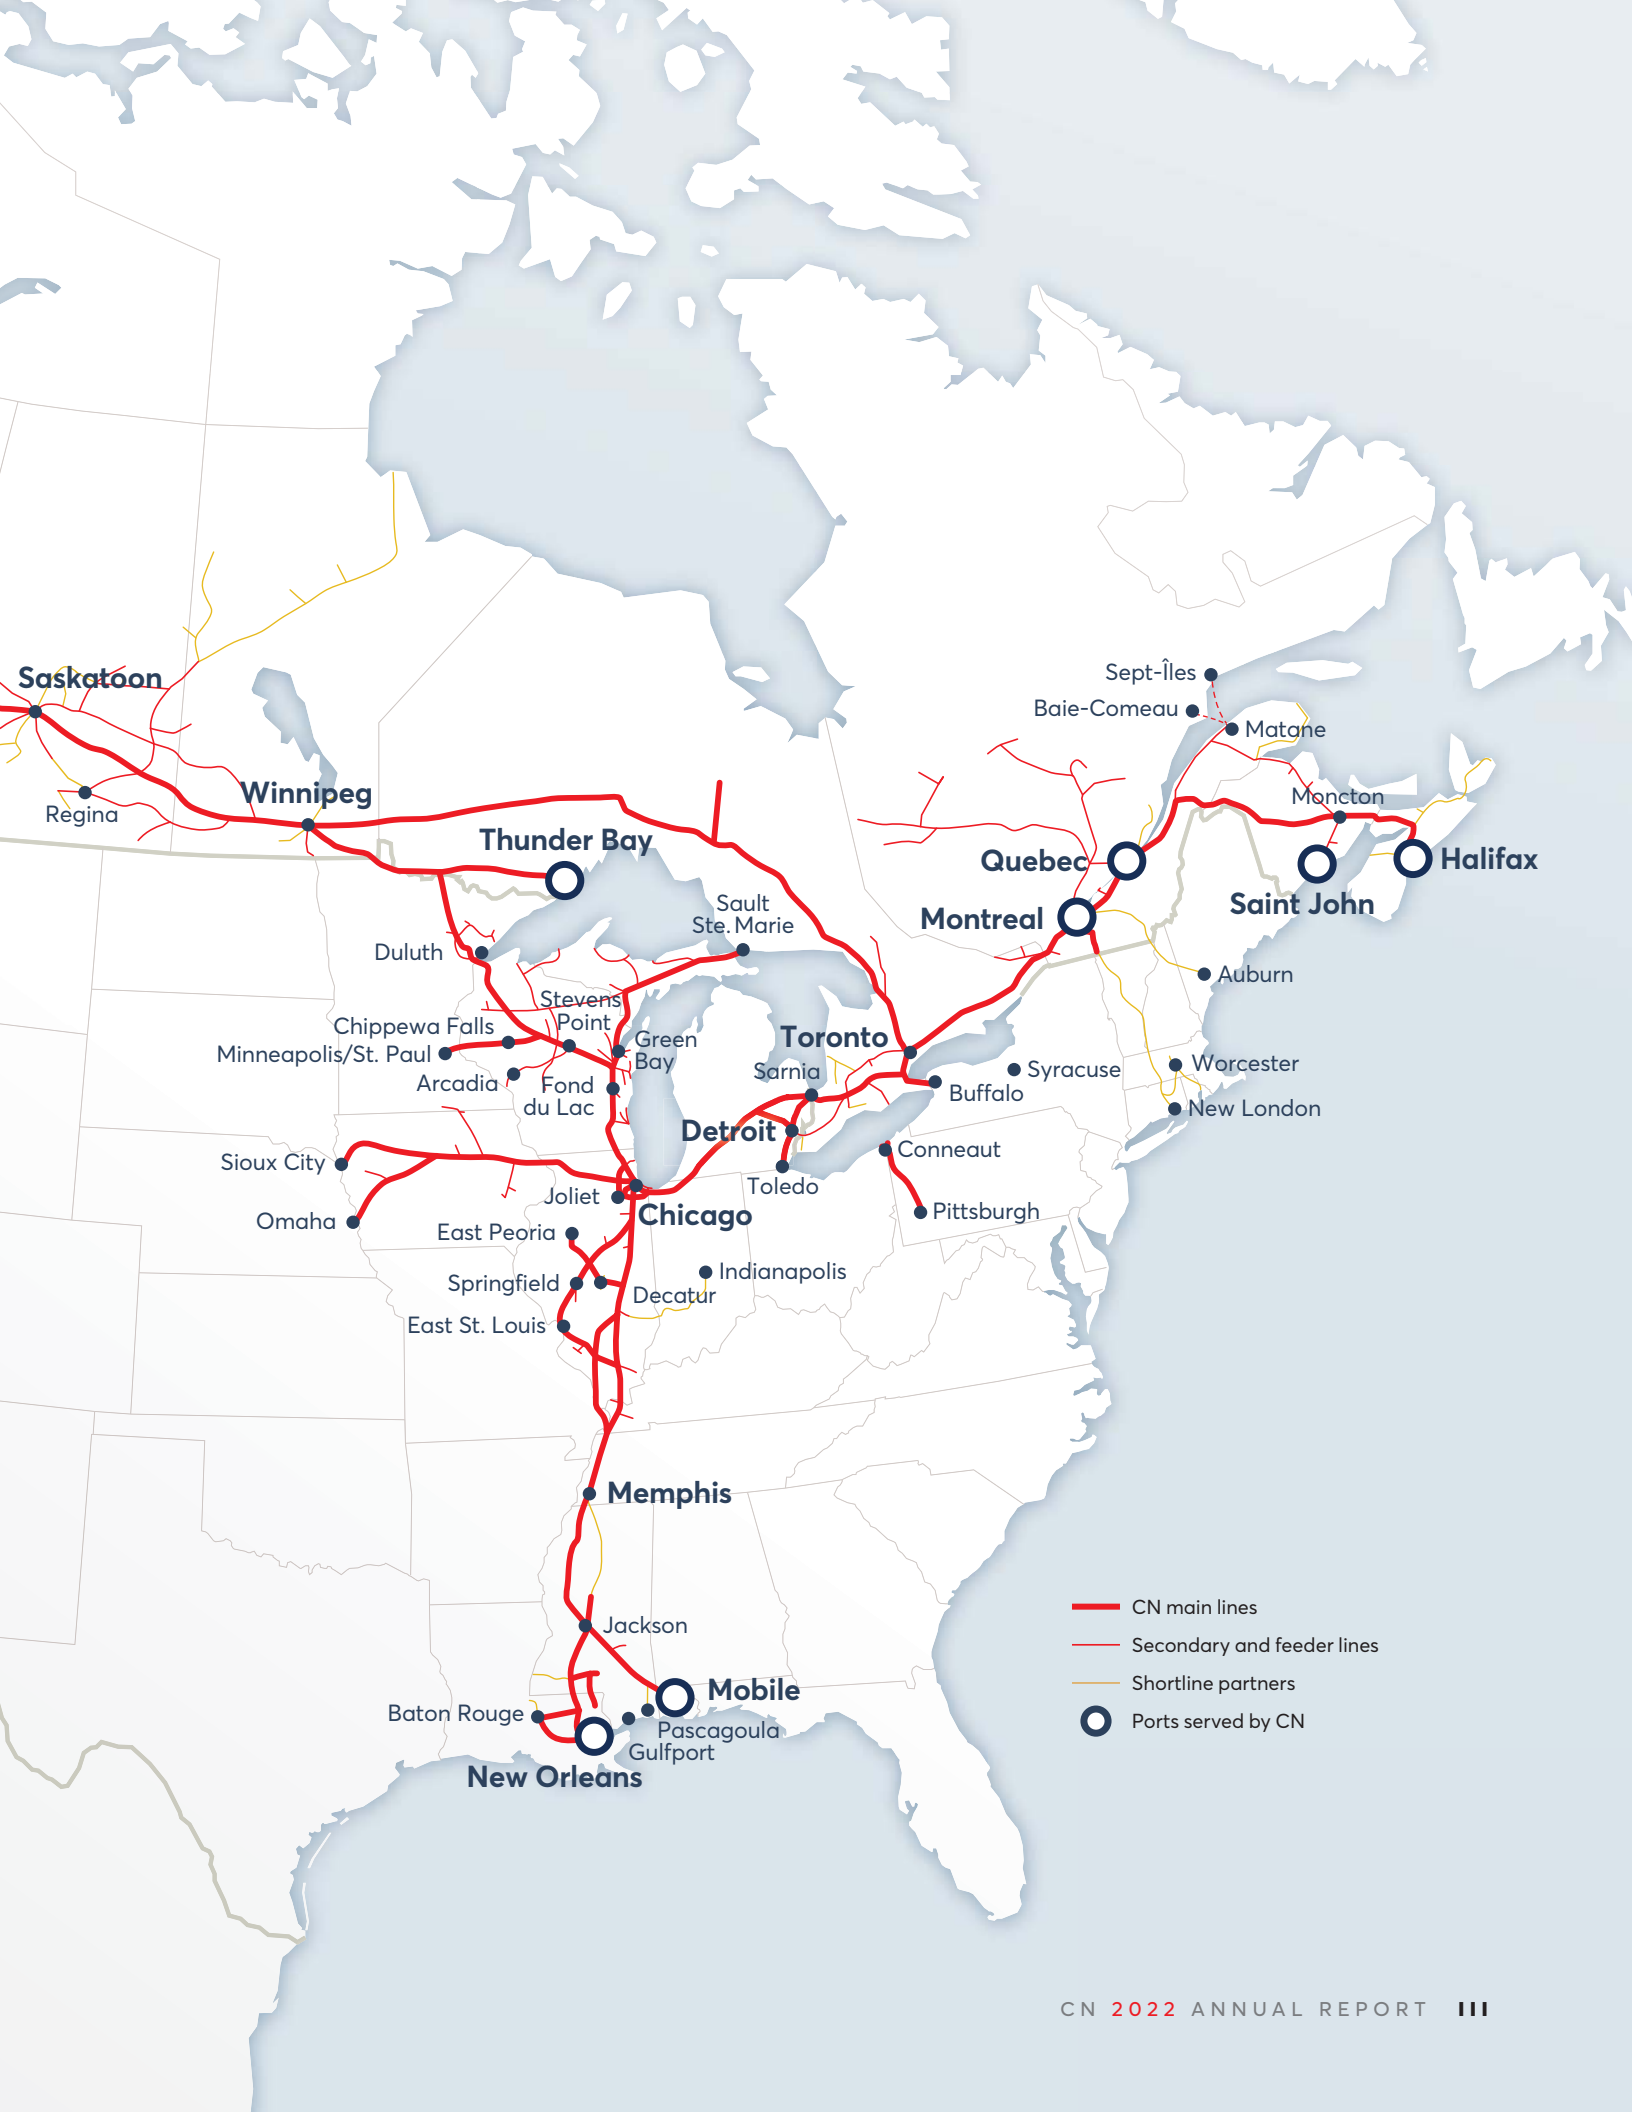 Sept-Îles
Saskatoon
Baie-Comeau
Matane
Winnipeg
Moncton
Regina
Thunder Bay
Quebec
Halifax
Sault
Ste. Marie
Saint John
Montreal
Duluth
Auburn
Stevens
Point
Chippewa Falls
Green
Bay
Toronto
Minneapolis/St. Paul
Sarnia
Syracuse
Worcester
Arcadia
Fond
du Lac
Buffalo
New London
Detroit
Conneaut
Sioux City
Toledo
Joliet
Chicago
Pittsburgh
Omaha
East Peoria
Indianapolis
Springfield
Decatur
East St. Louis
Memphis
Jackson
Mobile
Baton Rouge
Pascagoula
Gulfport
New Orleans
CN main lines
Secondary and feeder lines
Shortline partners
Ports served by CN
CN 2022 ANNUAL REPORT III